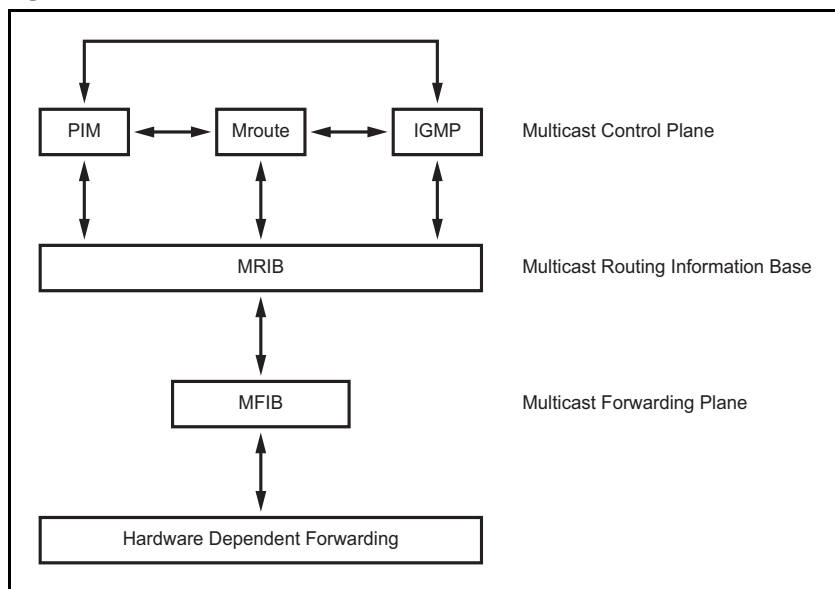 PIM Mroute IGMP Multicast Control Plane
MRIB Multicast Routing Information Base
MFIB Multicast Forwarding Plane
Hardware Dependent Forwarding